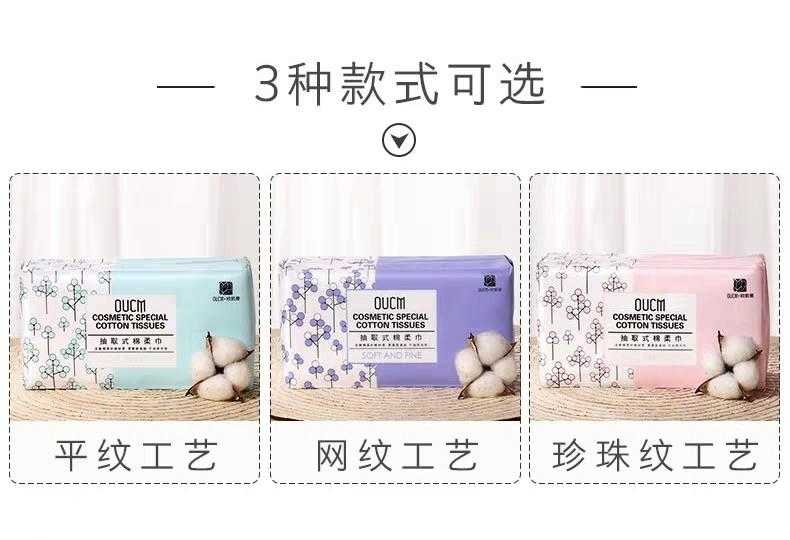 3种款式可选
OUCM
COSMETIC SPECIAL
COTTON TISSUES
抽取式棉柔巾
平纹工艺
OUCM
COSMETIC SPECIAL
COTTON TISSUES
抽取式棉柔巾
SOFT AND FINE
网纹工艺
OUCM
COSMETIC SPECIAL
COTTON TISSUES
抽取式棉柔巾
珍珠纹工艺